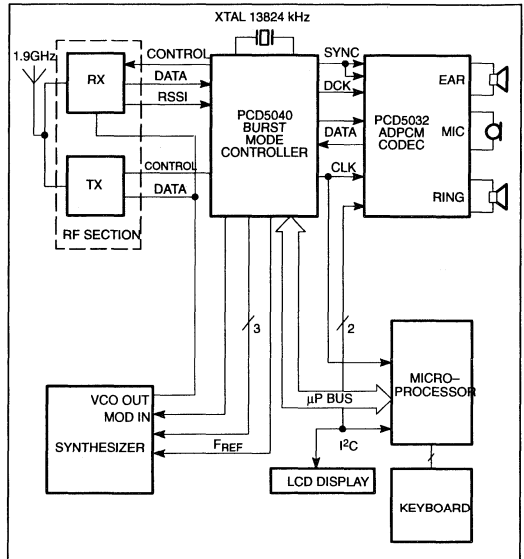 XTAL 13824 kHz
1.9GHz
CONTROL
RX
DATA
RSSI
TX
CONTROL
DATA
RF SECTION
PCD5040
BURST
MODE
CONTROLLER
SYNC
DCK
DATA
CLK
PCD5032
ADPCM
CODEC
EAR
MIC
RING
3
2
VCO OUT
MOD IN
SYNTHESIZER
FREF
µP BUS
MICRO–
PROCESSOR
I²C
LCD DISPLAY
KEYBOARD